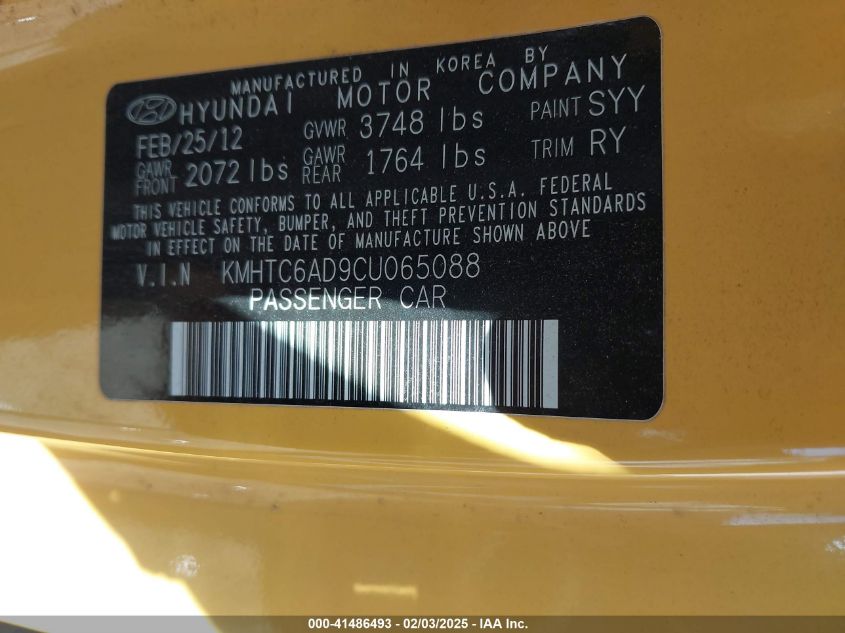 MANUFACTURED IN KOREA BY
HYUNDAI MOTOR COMPANY
FEB/25/12 GVWR 3748 lbs PAINT SYY
GAWR FRONT 2072 lbs GAWR REAR 1764 lbs TRIM RY
THIS VEHICLE CONFORMS TO ALL APPLICABLE U.S.A. FEDERAL
MOTOR VEHICLE SAFETY, BUMPER, AND THEFT PREVENTION STANDARDS
IN EFFECT ON THE DATE OF MANUFACTURE SHOWN ABOVE
V.I.N KMHTC6AD9CU065088
PASSENGER CAR
000-41486493 - 02/03/2025 - IAA Inc.